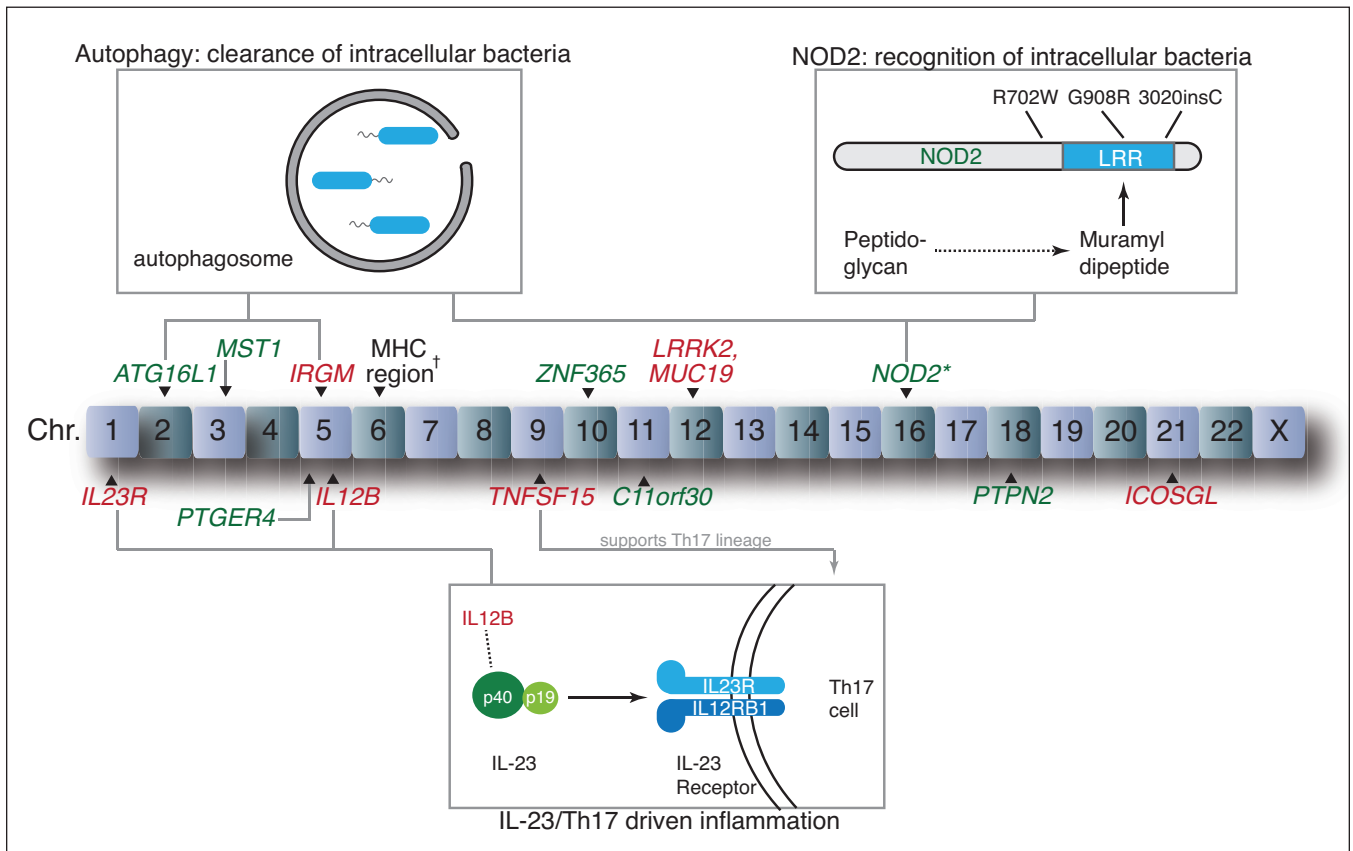 Autophagy: clearance of intracellular bacteria
autophagosome
NOD2: recognition of intracellular bacteria
R702W G908R 3020insC
NOD2 LRR
Peptido-
glycan
Muramyl
dipeptide
MST1
ATG16L1
IRGM
MHC
region†
ZNF365
LRRK2,
MUC19
NOD2*
Chr. 1 2 3 4 5 6 7 8 9 10 11 12 13 14 15 16 17 18 19 20 21 22 X
IL23R
PTGER4
IL12B
TNFSF15
C11orf30
PTPN2
ICOSGL
supports Th17 lineage
IL12B
p40 p19
IL-23
IL23R
IL12RB1
IL-23
Receptor
Th17
cell
IL-23/Th17 driven inflammation